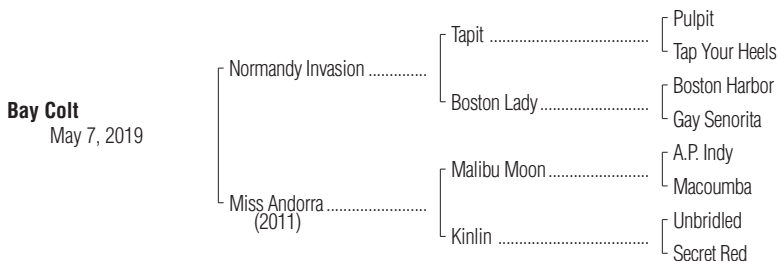 Pulpit
Tapit
Tap Your Heels
Normandy Invasion
Boston Harbor
Boston Lady
Gay Senorita
Bay Colt
May 7, 2019
A.P. Indy
Malibu Moon
Macoumba
Miss Andorra
(2011)
Unbridled
Kinlin
Secret Red